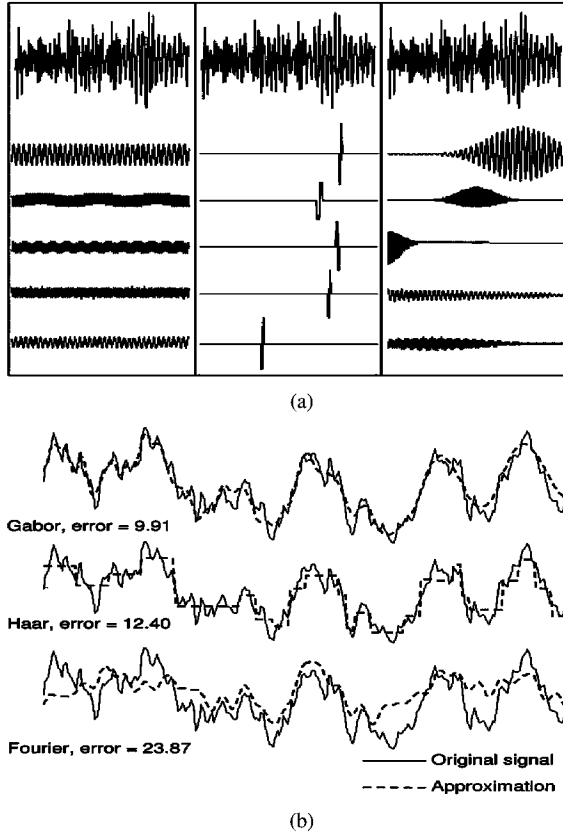 (a)
Gabor, error = 9.91
Haar, error = 12.40
Fourier, error = 23.87
Original signal
Approximation
(b)